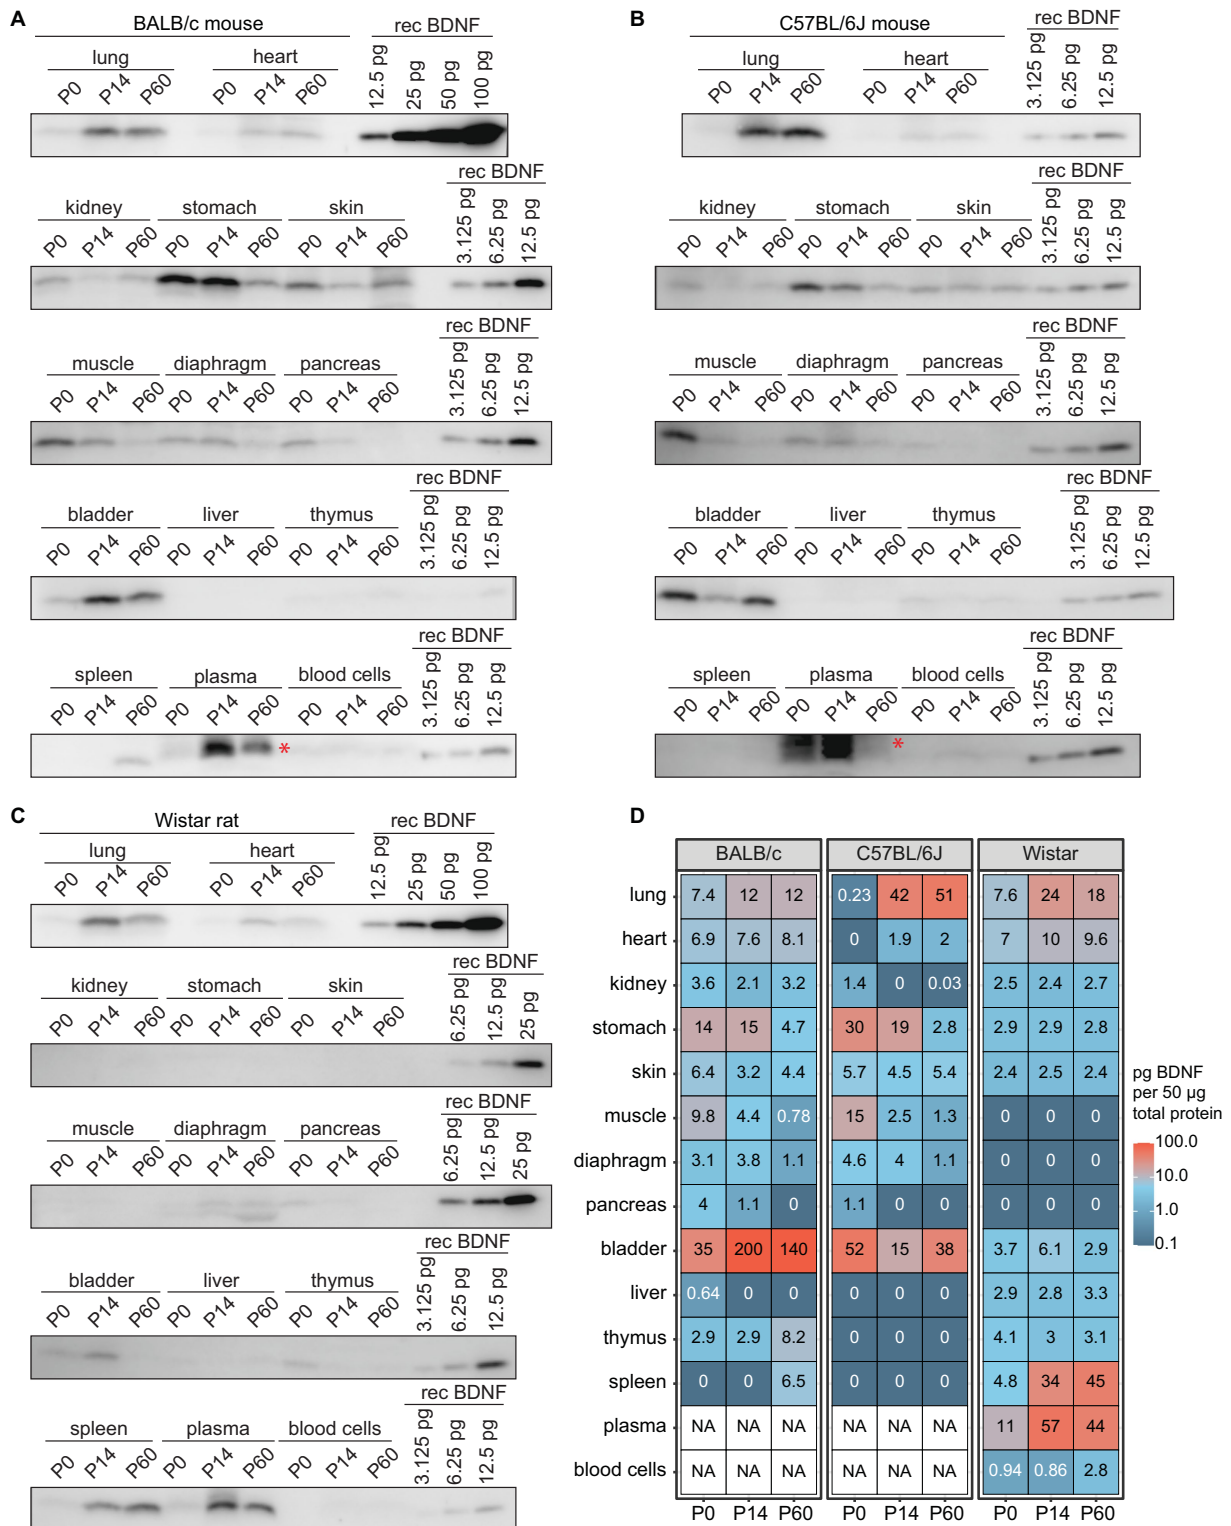 A
BALB/c mouse
rec BDNF
lung heart
P0 P14 P60 P0 P14 P60 12.5 pg 25 pg 50 pg 100 pg
rec BDNF
kidney stomach skin
P0 P14 P60 P0 P14 P60 P0 P14 P60 3.125 pg 6.25 pg 12.5 pg
rec BDNF
muscle diaphragm pancreas
P0 P14 P60 P0 P14 P60 P0 P14 P60 3.125 pg 6.25 pg 12.5 pg
rec BDNF
bladder liver thymus
P0 P14 P60 P0 P14 P60 P0 P14 P60 3.125 pg 6.25 pg 12.5 pg
rec BDNF
spleen plasma blood cells
P0 P14 P60 P0 P14 P60 P0 P14 P60 3.125 pg 6.25 pg 12.5 pg
*
B
C57BL/6J mouse
rec BDNF
lung heart
P0 P14 P60 P0 P14 P60 3.125 pg 6.25 pg 12.5 pg
rec BDNF
kidney stomach skin
P0 P14 P60 P0 P14 P60 P0 P14 P60 3.125 pg 6.25 pg 12.5 pg
rec BDNF
muscle diaphragm pancreas
P0 P14 P60 P0 P14 P60 P0 P14 P60 3.125 pg 6.25 pg 12.5 pg
rec BDNF
bladder liver thymus
P0 P14 P60 P0 P14 P60 P0 P14 P60 3.125 pg 6.25 pg 12.5 pg
rec BDNF
spleen plasma blood cells
P0 P14 P60 P0 P14 P60 P0 P14 P60 3.125 pg 6.25 pg 12.5 pg
*
C
Wistar rat
rec BDNF
lung heart
P0 P14 P60 P0 P14 P60 12.5 pg 25 pg 50 pg 100 pg
rec BDNF
kidney stomach skin
P0 P14 P60 P0 P14 P60 P0 P14 P60 6.25 pg 12.5 pg 25 pg
rec BDNF
muscle diaphragm pancreas
P0 P14 P60 P0 P14 P60 P0 P14 P60 6.25 pg 12.5 pg 25 pg
rec BDNF
bladder liver thymus
P0 P14 P60 P0 P14 P60 P0 P14 P60 3.125 pg 6.25 pg 12.5 pg
rec BDNF
spleen plasma blood cells
P0 P14 P60 P0 P14 P60 P0 P14 P60 3.125 pg 6.25 pg 12.5 pg
D
BALB/c C57BL/6J Wistar
lung 7.4 12 12 0.23 42 51 7.6 24 18
heart 6.9 7.6 8.1 0 1.9 2 7 10 9.6
kidney 3.6 2.1 3.2 1.4 0 0.03 2.5 2.4 2.7
stomach 14 15 4.7 30 19 2.8 2.9 2.9 2.8
skin 6.4 3.2 4.4 5.7 4.5 5.4 2.4 2.5 2.4
muscle 9.8 4.4 0.78 15 2.5 1.3 0 0 0
diaphragm 3.1 3.8 1.1 4.6 4 1.1 0 0 0
pancreas 4 1.1 0 1.1 0 0 0 0 0
bladder 35 200 140 52 15 38 3.7 6.1 2.9
liver 0.64 0 0 0 0 0 2.9 2.8 3.3
thymus 2.9 2.9 8.2 0 0 0 4.1 3 3.1
spleen 0 0 6.5 0 0 0 4.8 34 45
plasma NA NA NA NA NA NA 11 57 44
blood cells NA NA NA NA NA NA 0.94 0.86 2.8
P0 P14 P60 P0 P14 P60 P0 P14 P60
pg BDNF
per 50 µg
total protein
100.0
10.0
1.0
0.1